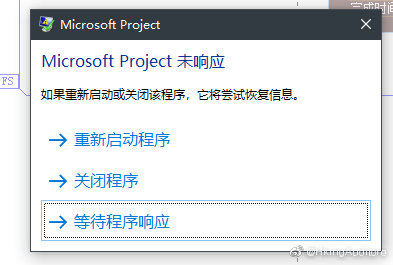 完成时间
Microsoft Project
Microsoft Project 未响应
FS
如果重新启动或关闭该程序，它将尝试恢复信息。
重新启动程序
关闭程序
等待程序响应